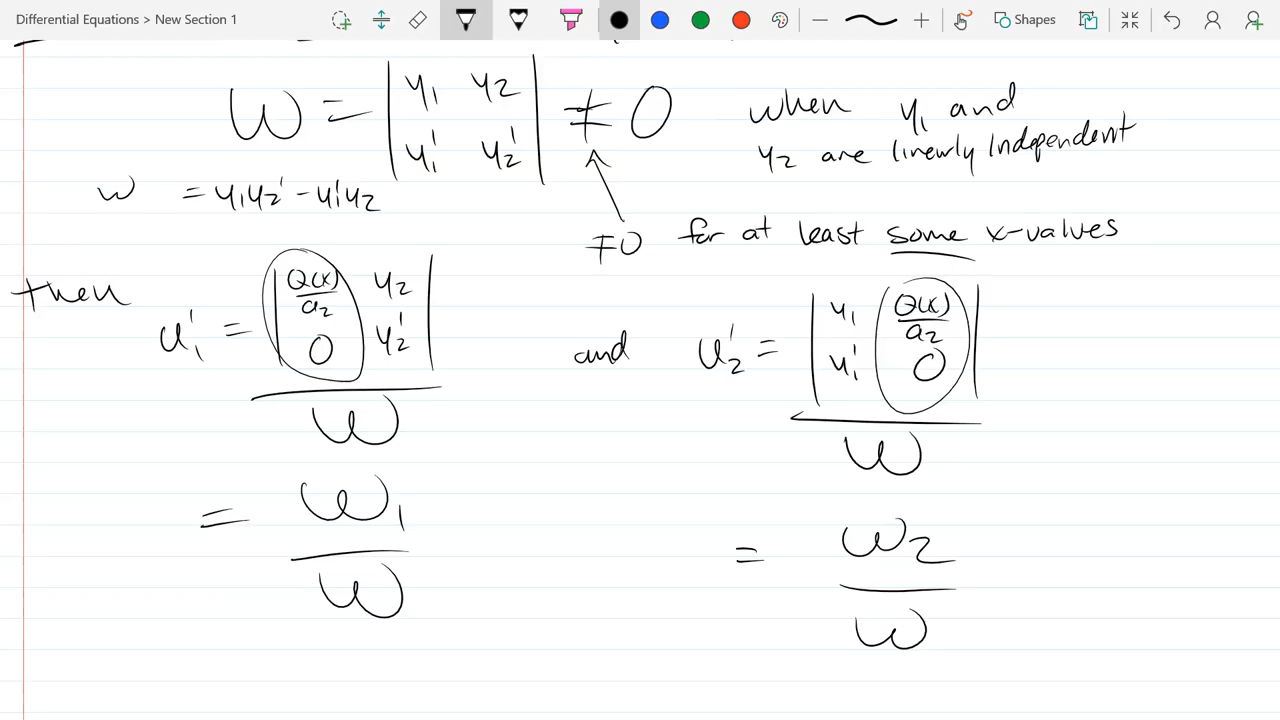 Differential Equations > New Section 1
Shapes
W = | y1 y2 | ≠ 0 when y1 and
| y1' y2' | y2 are linerly Independent
W = y1y2' - y1'y2
≠0 for at least some x-values
then u1' = | Q(x)/a2 y2 | and u2' = | y1 Q(x)/a2 |
| 0 y2' | | y1' 0 |
W W
= W1/W = W2/W